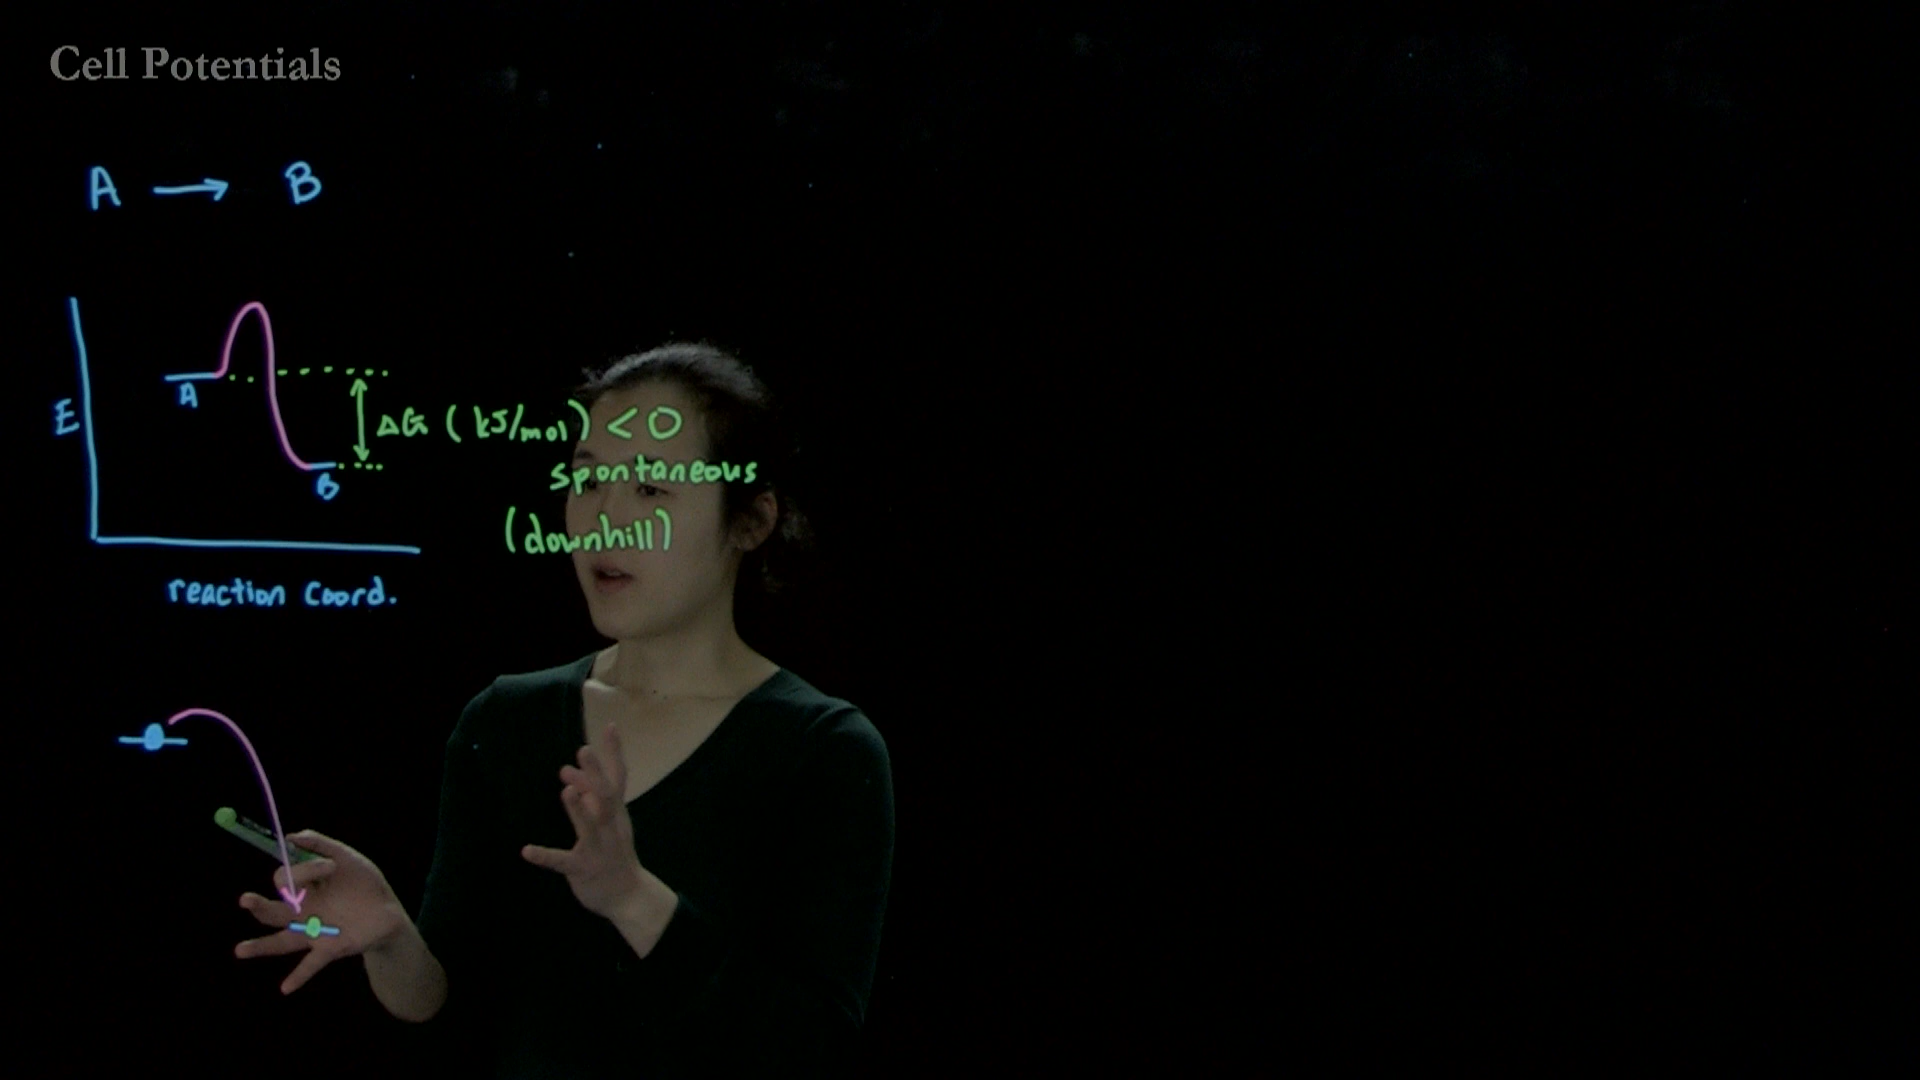 Cell Potentials
A → B
E
A
ΔG (kJ/mol) < 0
spontaneous
B
(downhill)
reaction coord.